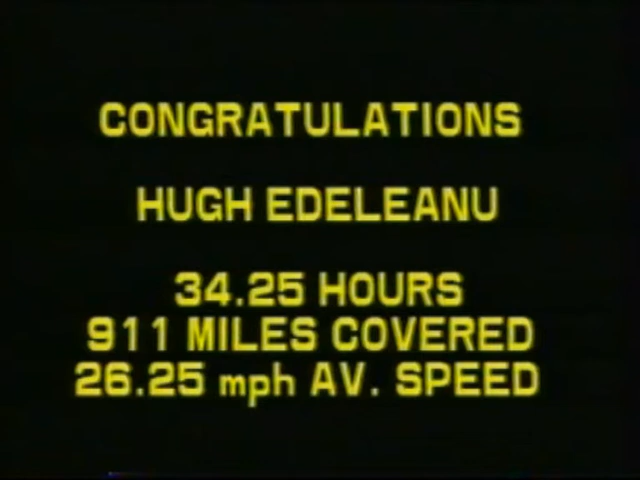 CONGRATULATIONS
HUGH EDELEANU
34.25 HOURS
911 MILES COVERED
26.25 mph AV. SPEED